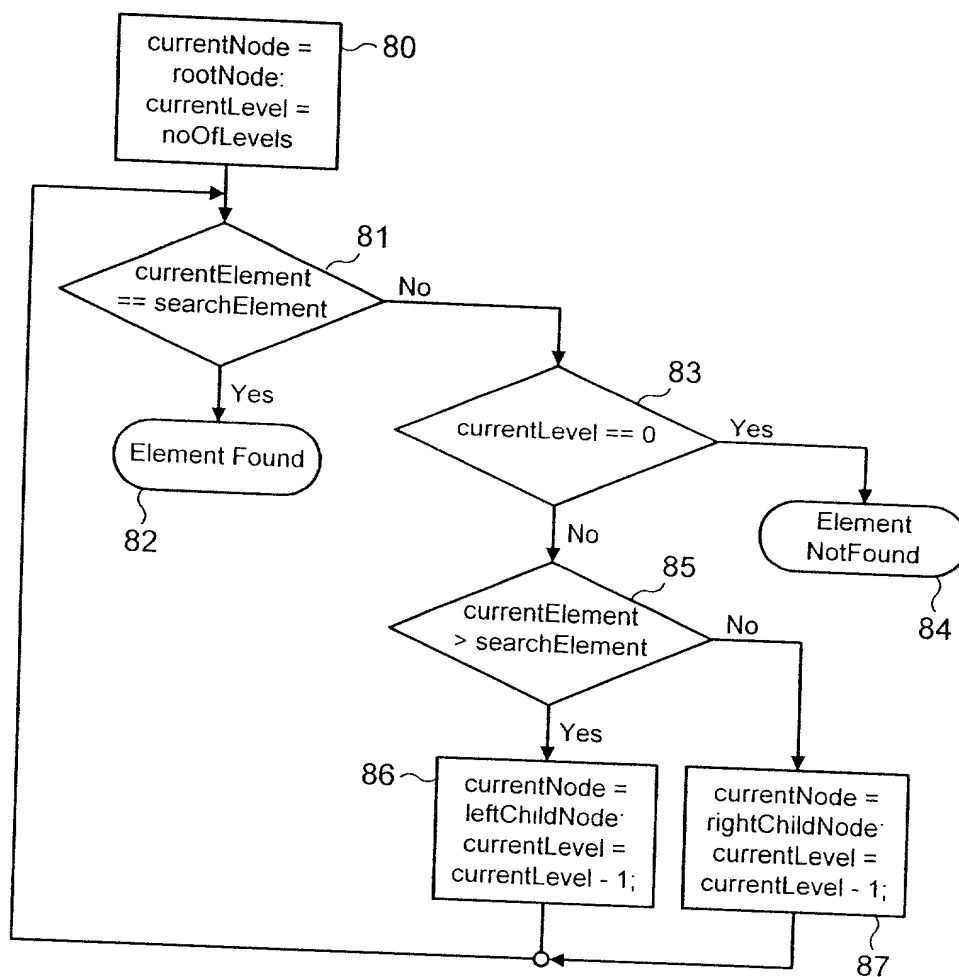 currentNode =
rootNode:
currentLevel =
noOfLevels
80
currentElement
== searchElement
81
No
Yes
Element Found
82
currentLevel == 0
83
Yes
No
Element
NotFound
84
currentElement
> searchElement
85
No
Yes
86
currentNode =
leftChildNode:
currentLevel =
currentLevel - 1;
currentNode =
rightChildNode:
currentLevel =
currentLevel - 1;
87